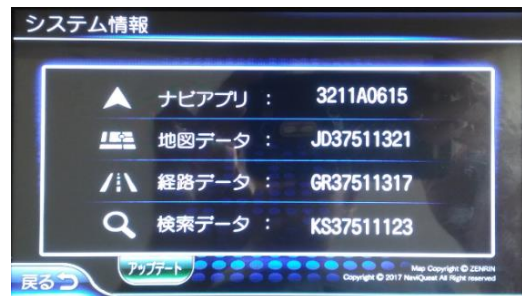 システム情報
ナビアプリ : 3211A0615
地図データ : JD37511321
経路データ : GR37511317
検索データ : KS37511123
戻る
アップデート
Map Copyright © ZENRIN
Copyright © 2017 NaviQuest All Right reserved